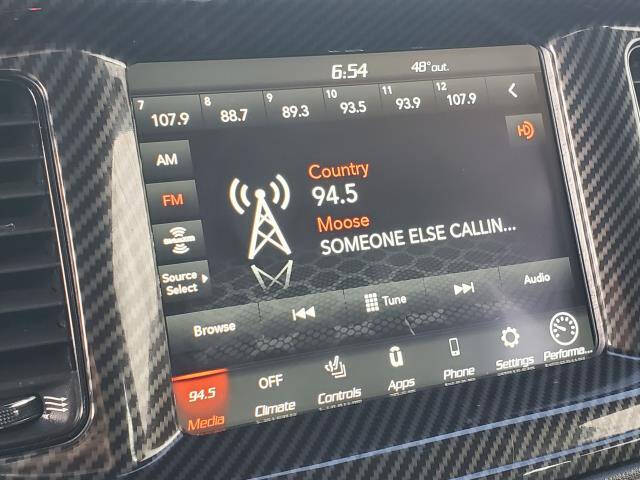 6:54 48°out.
7 107.9 8 88.7 9 89.3 10 93.5 11 93.9 12 107.9
AM
FM
Source
Select
HD
Country
94.5
Moose
SOMEONE ELSE CALLIN...
Browse Tune Audio
94.5 OFF
Media Climate Controls Apps Phone Settings Performa...